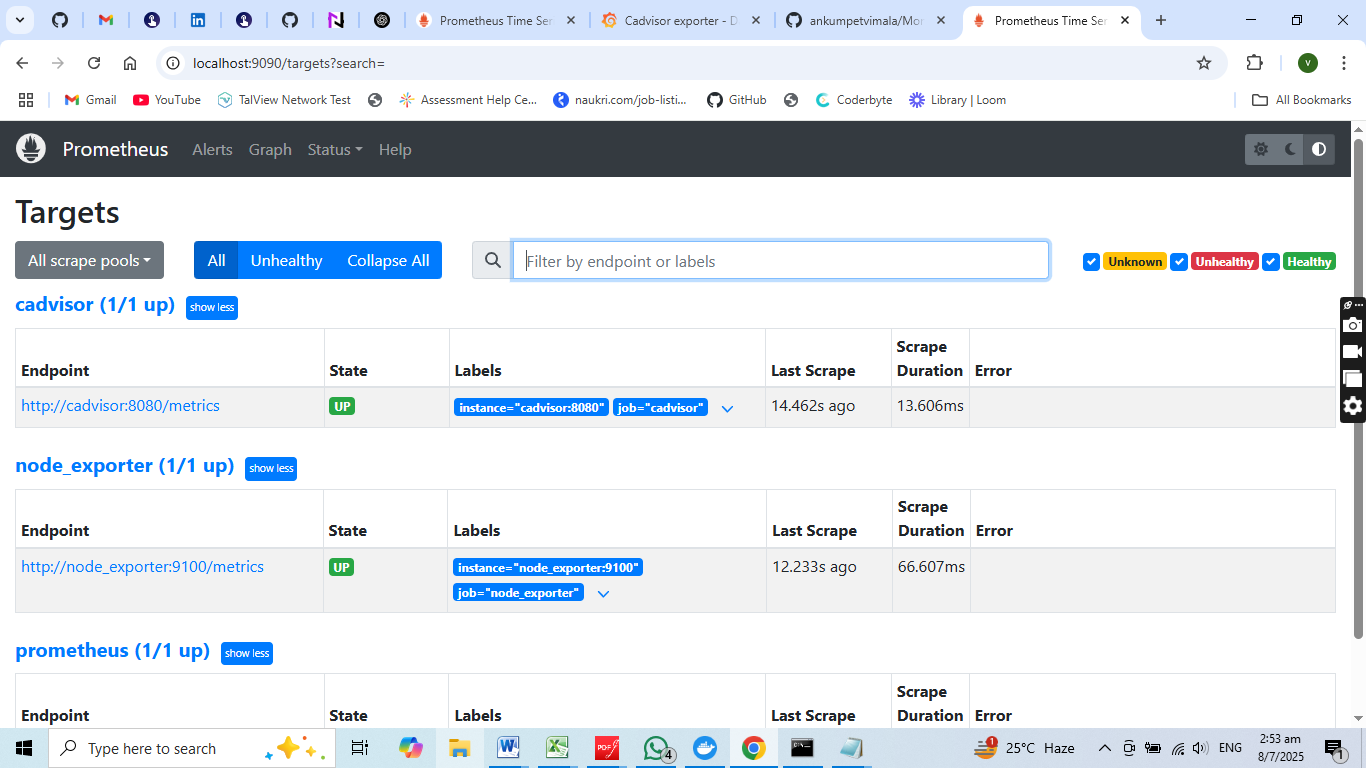 Prometheus Time Ser
Cadvisor exporter - D
ankumpetvimala/Mon
Prometheus Time Ser
localhost:9090/targets?search=
V
Gmail
YouTube
TalView Network Test
Assessment Help Ce...
naukri.com/job-listi...
GitHub
Coderbyte
Library | Loom
All Bookmarks
Prometheus Alerts Graph Status Help
Targets
All scrape pools
All Unhealthy Collapse All
Filter by endpoint or labels
Unknown Unhealthy Healthy
cadvisor (1/1 up) show less
Endpoint State Labels Last Scrape Scrape Duration Error
http://cadvisor:8080/metrics UP instance="cadvisor:8080" job="cadvisor" 14.462s ago 13.606ms
node_exporter (1/1 up) show less
Endpoint State Labels Last Scrape Scrape Duration Error
http://node_exporter:9100/metrics UP instance="node_exporter:9100" 12.233s ago 66.607ms
job="node_exporter"
prometheus (1/1 up) show less
Endpoint State Labels Last Scrape Scrape Duration Error
Type here to search
PDF
4
1
25°C Haze
ENG
2:53 am
8/7/2025
1